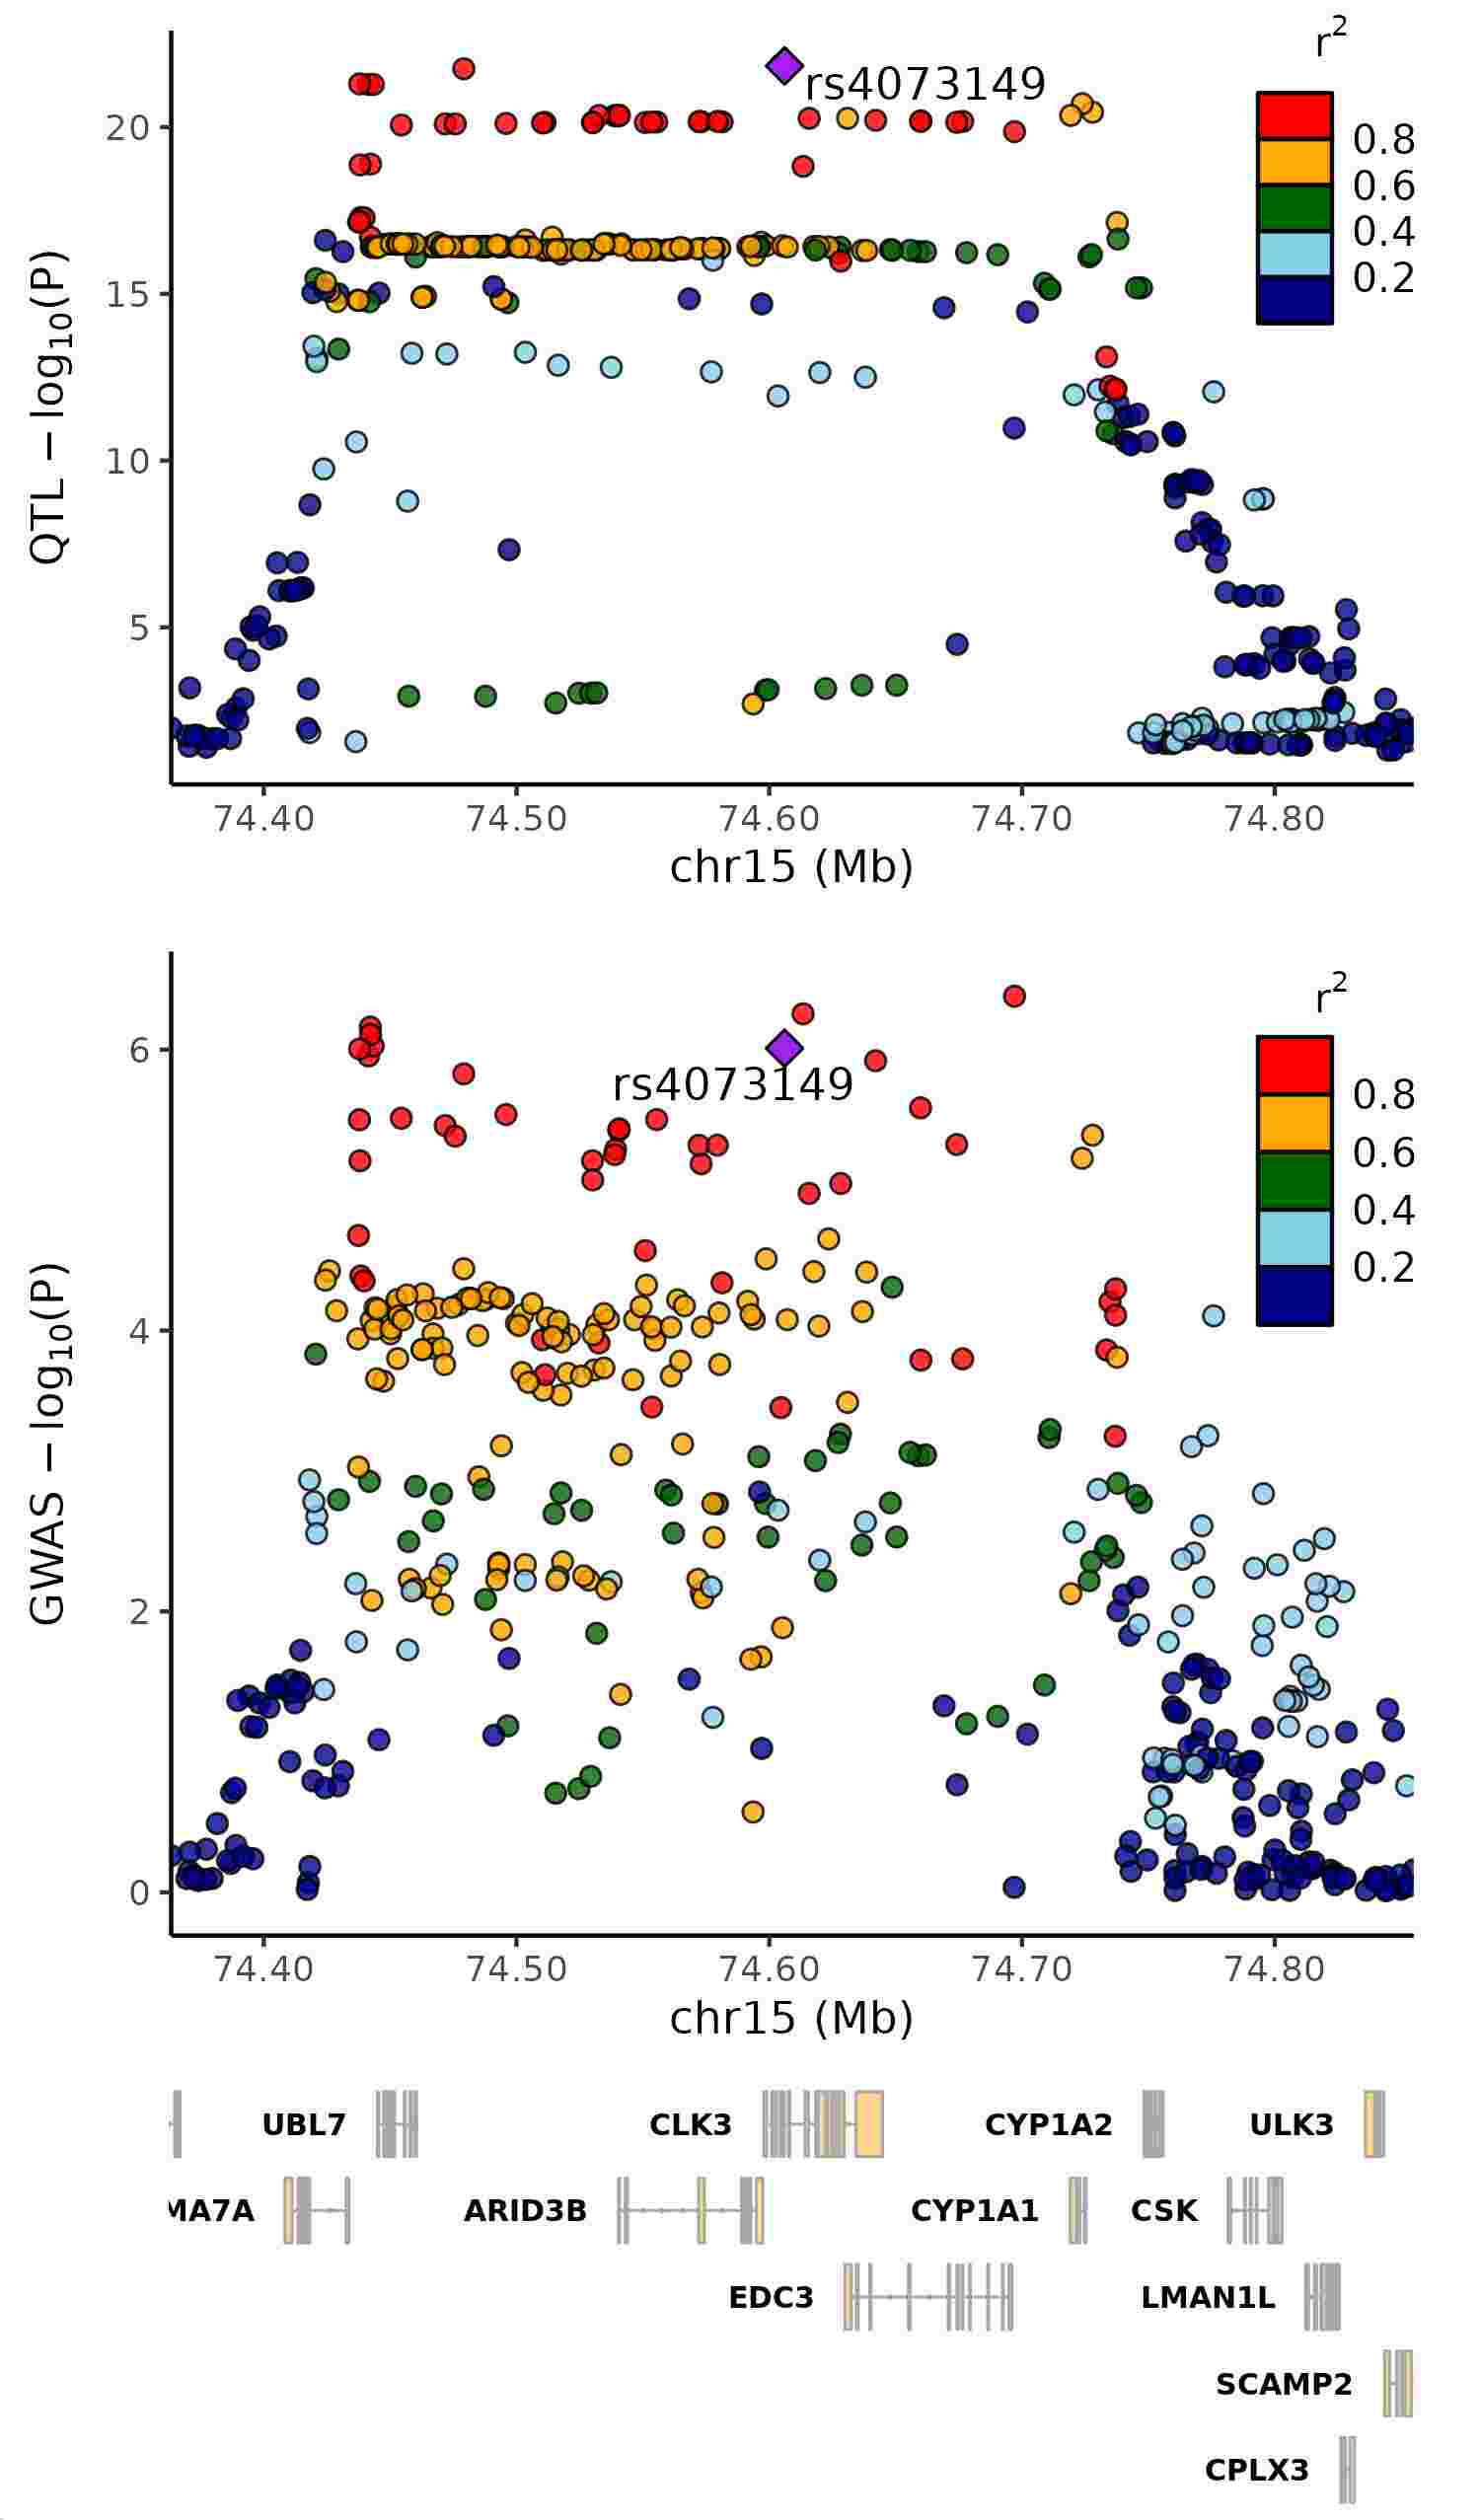 r²
rs4073149
0.8
0.6
0.4
0.2
20
15
10
5
QTL −log₁₀(P)
74.40 74.50 74.60 74.70 74.80
chr15 (Mb)
r²
rs4073149
0.8
0.6
0.4
0.2
6
4
2
0
GWAS −log₁₀(P)
74.40 74.50 74.60 74.70 74.80
chr15 (Mb)
UBL7 CLK3 CYP1A2 ULK3
MA7A ARID3B CYP1A1 CSK
EDC3 LMAN1L
SCAMP2
CPLX3